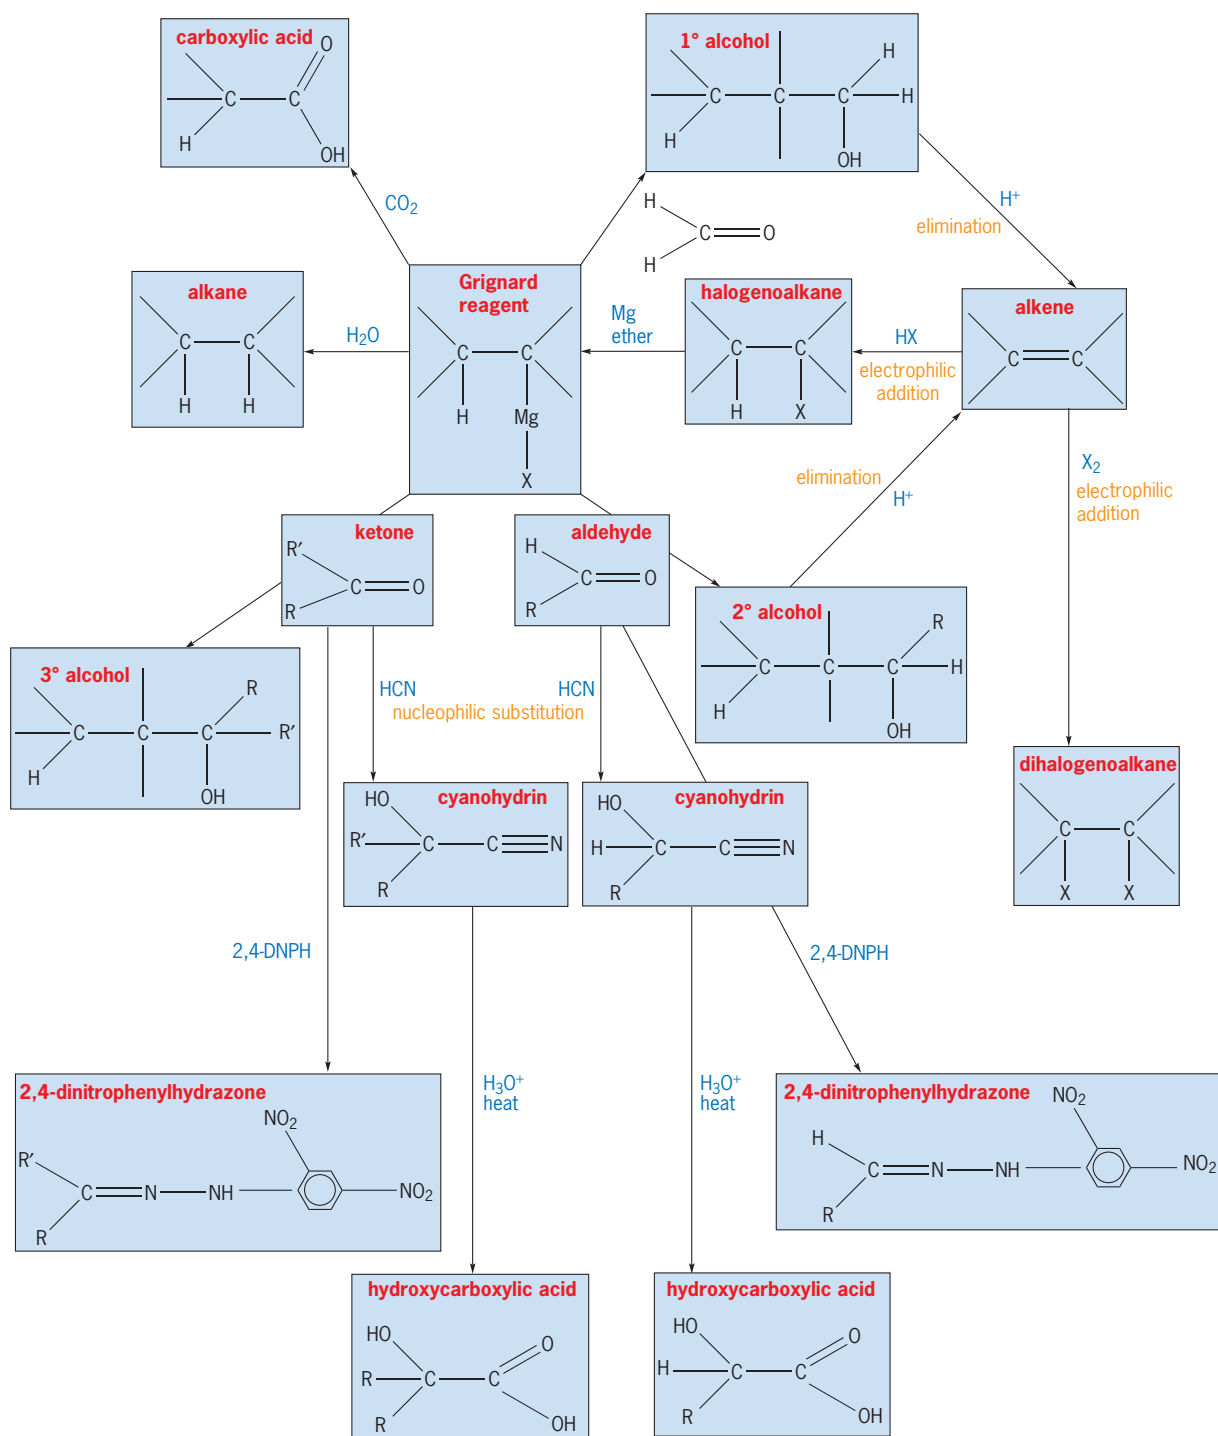 carboxylic acid
O
C
C
H
OH
1° alcohol
H
C
C
C
H
H
OH
CO₂
H
C
O
H
H⁺
elimination
alkane
C
C
H
H
H₂O
Grignard
reagent
C
C
H
Mg
X
Mg
ether
halogenoalkane
C
C
H
X
HX
electrophilic
addition
alkene
C
C
elimination
H⁺
X₂
electrophilic
addition
ketone
R′
C
O
R
aldehyde
H
C
O
R
2° alcohol
R
C
C
C
H
H
OH
3° alcohol
R
C
C
C
R′
H
OH
HCN
HCN
nucleophilic substitution
cyanohydrin
HO
R′
C
C
N
R
cyanohydrin
HO
H
C
C
N
R
dihalogenoalkane
C
C
X
X
2,4-DNPH
2,4-DNPH
H₃O⁺
heat
H₃O⁺
heat
2,4-dinitrophenylhydrazone
NO₂
R′
C
N
NH
NO₂
R
2,4-dinitrophenylhydrazone
NO₂
H
C
N
NH
NO₂
R
hydroxycarboxylic acid
HO
O
R
C
C
R
OH
hydroxycarboxylic acid
HO
O
H
C
C
R
OH